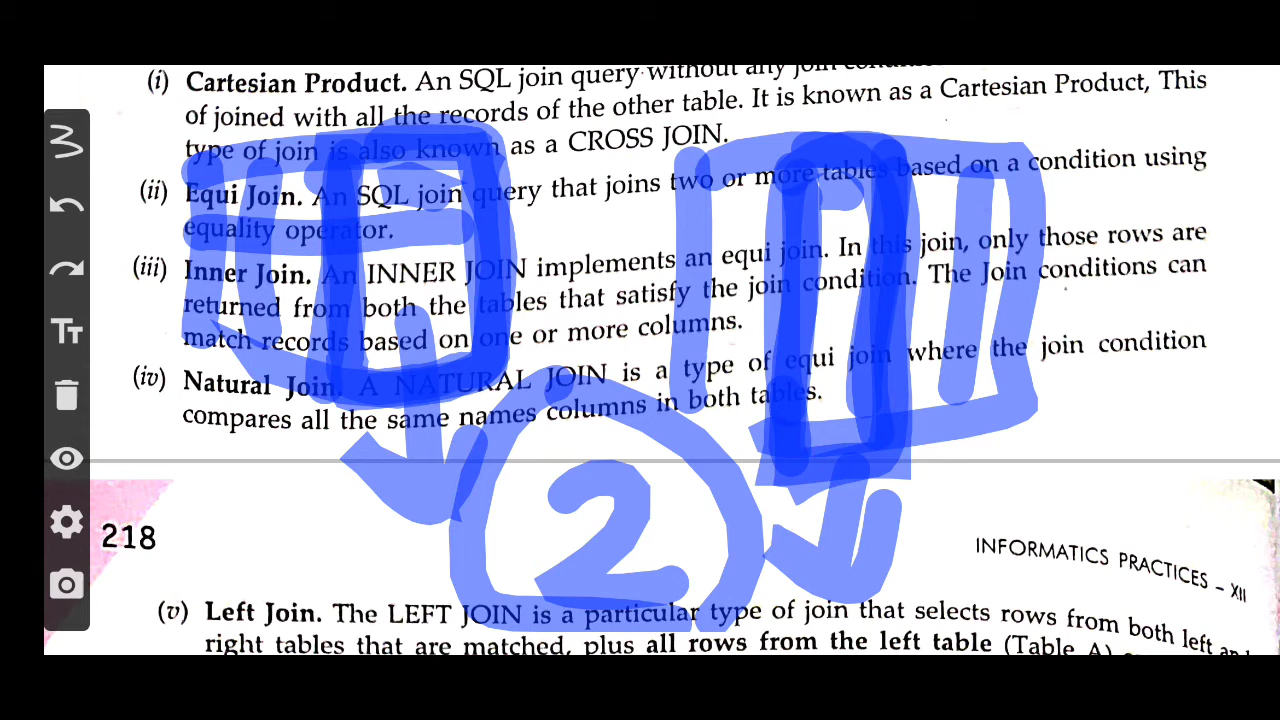 (i) Cartesian Product. An SQL join query without any join
of joined with all the records of the other table. It is known as a Cartesian Product, This
type of join is also known as a CROSS JOIN.
(ii) Equi Join. An SQL join query that joins two or more tables based on a condition using
equality operator.
(iii) Inner Join. An INNER JOIN implements an equi join. In this join, only those rows are
returned from both the tables that satisfy the join condition. The Join conditions can
match records based on one or more columns.
(iv) Natural Join. A NATURAL JOIN is a type of equi join where the join condition
compares all the same names columns in both tables.
2
218
INFORMATICS PRACTICES – XII
(v) Left Join. The LEFT JOIN is a particular type of join that selects rows from both left and
right tables that are matched, plus all rows from the left table (Table A)